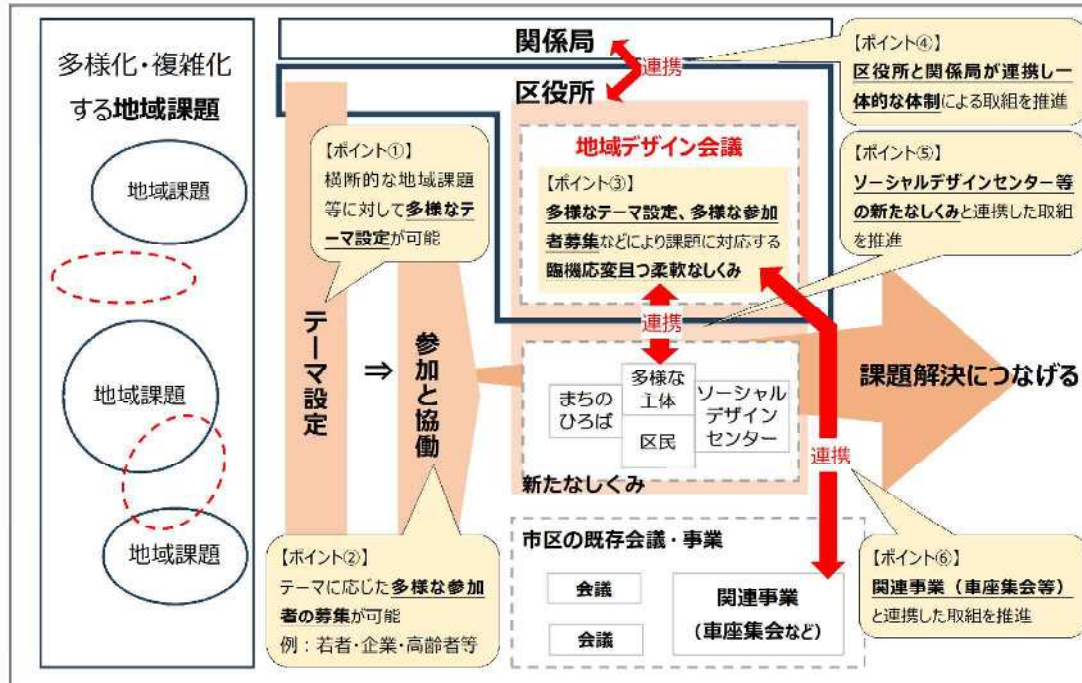 多様化・複雑化
する地域課題
地域課題
地域課題
地域課題
関係局
連携
区役所
テーマ設定
⇒
参加と協働
【ポイント①】
横断的な地域課題
等に対して多様なテ
ーマ設定が可能
【ポイント②】
テーマに応じた多様な参加
者の募集が可能
例：若者・企業・高齢者等
地域デザイン会議
【ポイント③】
多様なテーマ設定、多様な参加
者募集などにより課題に対応する
臨機応変且つ柔軟なしくみ
連携
まちの
ひろば
多様な
区民
ソーシャル
デザイン
センター
新たなしくみ
市区の既存会議・事業
会議
会議
関連事業
（車座集会など）
連携
課題解決につなげる
【ポイント④】
区役所と関係局が連携し一
体的な体制による取組を推進
【ポイント⑤】
ソーシャルデザインセンター等
の新たなしくみと連携した取組
を推進
【ポイント⑥】
関連事業（車座集会等）
と連携した取組を推進